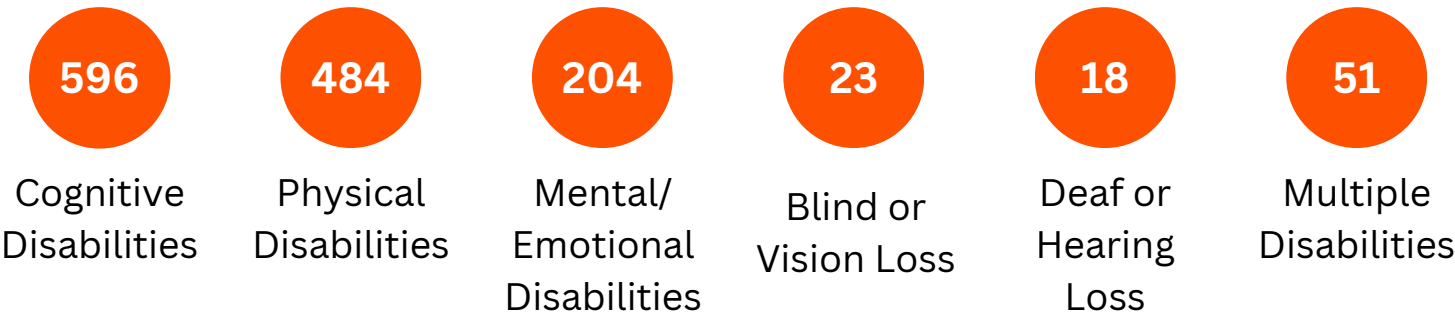 596
Cognitive
Disabilities
484
Physical
Disabilities
204
Mental/
Emotional
Disabilities
23
Blind or
Vision Loss
18
Deaf or
Hearing
Loss
51
Multiple
Disabilities